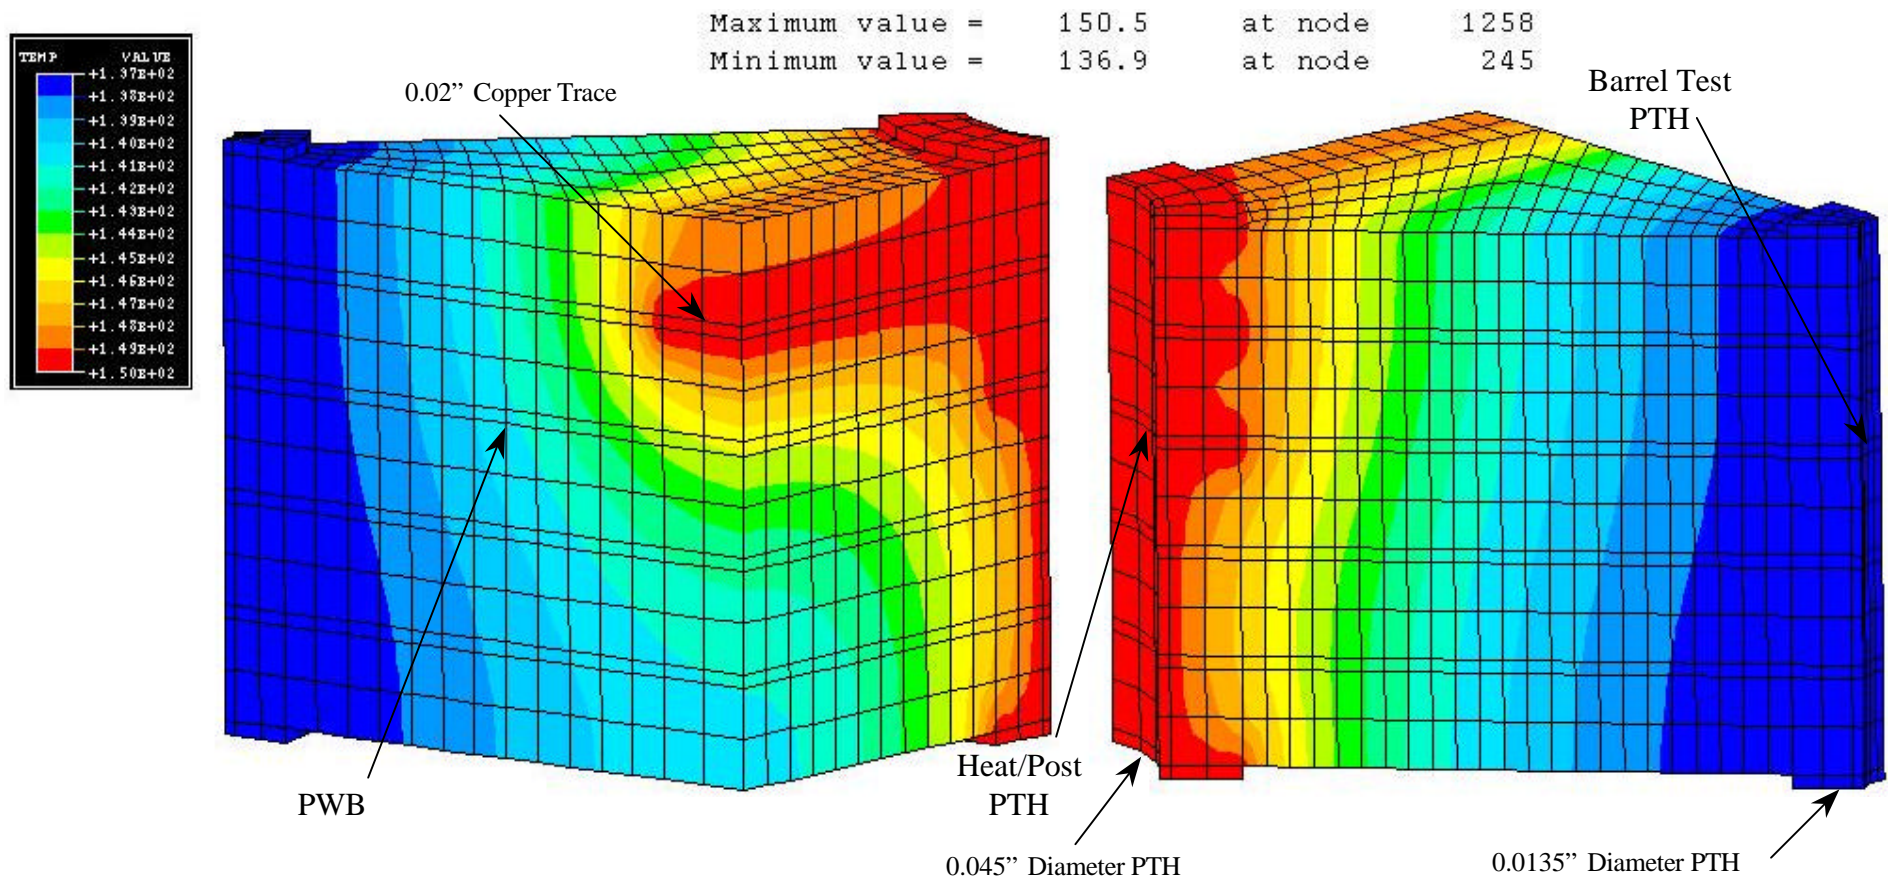 Maximum value = 150.5 at node 1258
Minimum value = 136.9 at node 245
TEMP VALUE
+1.37E+02
+1.38E+02
+1.39E+02
+1.40E+02
+1.41E+02
+1.42E+02
+1.43E+02
+1.44E+02
+1.45E+02
+1.46E+02
+1.47E+02
+1.48E+02
+1.49E+02
+1.50E+02
0.02” Copper Trace
Barrel Test
PTH
PWB
Heat/Post
PTH
0.045” Diameter PTH
0.0135” Diameter PTH